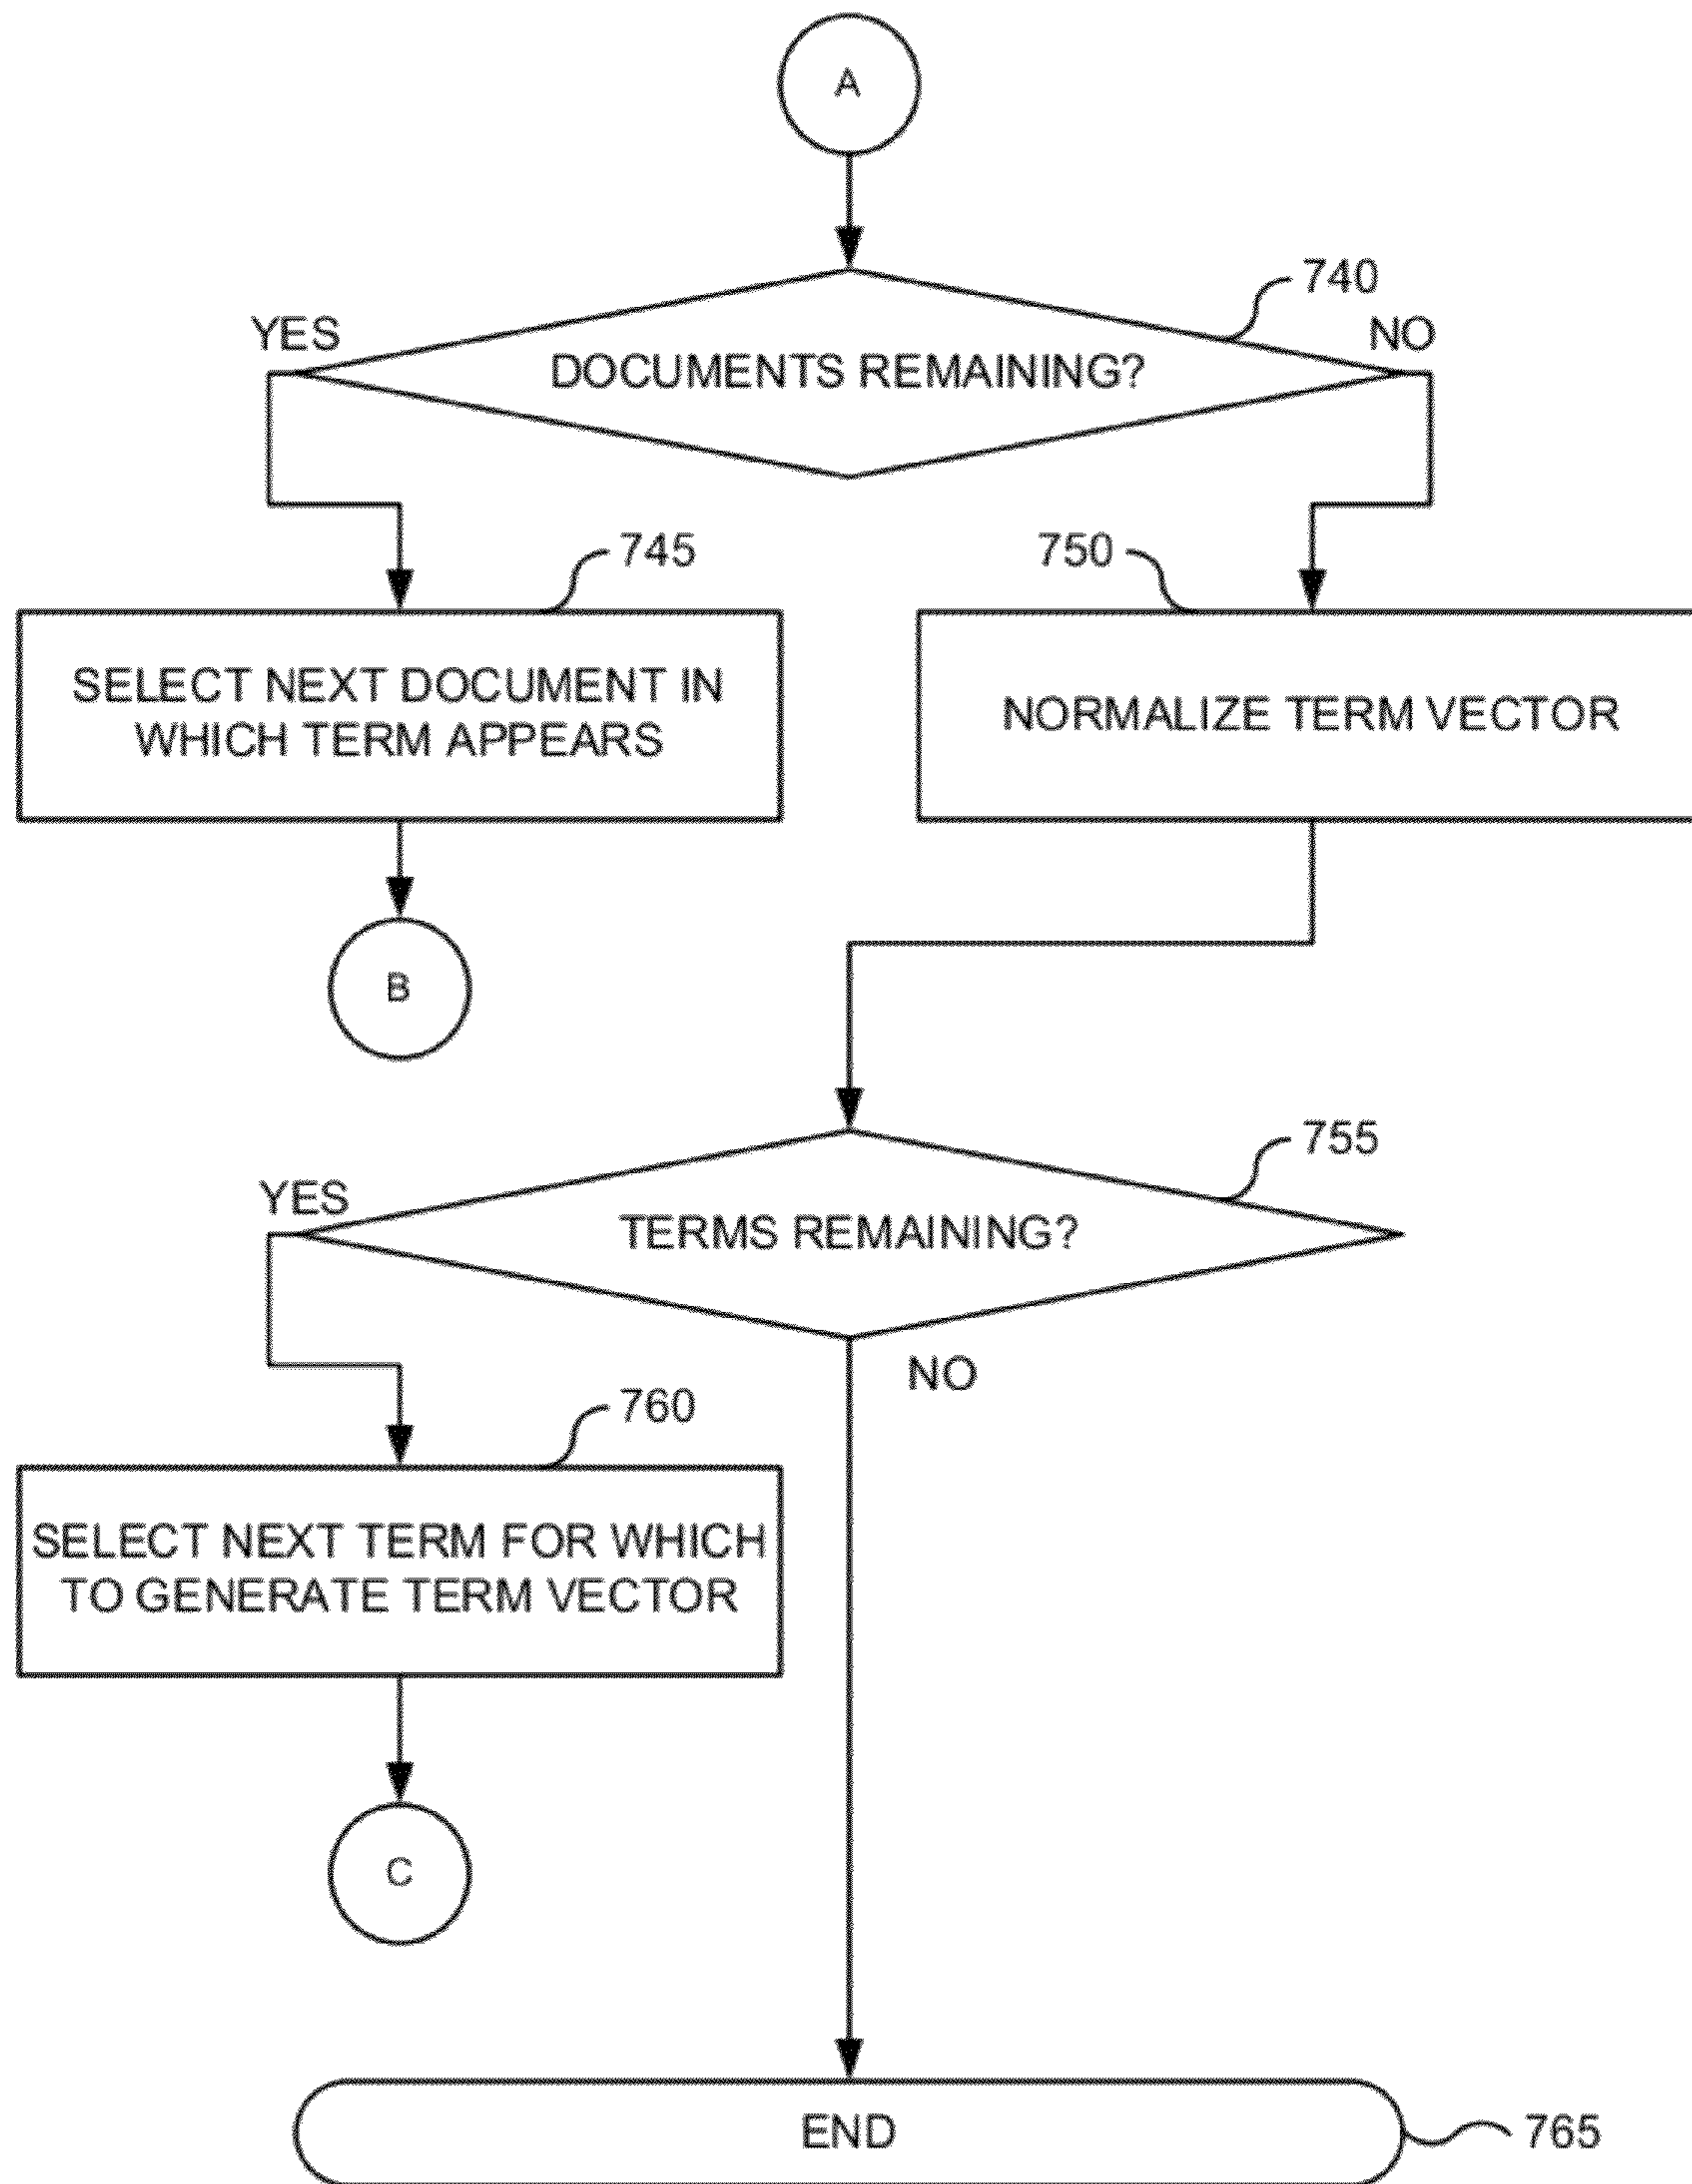 A
740
YES
NO
DOCUMENTS REMAINING?
745
750
SELECT NEXT DOCUMENT IN
WHICH TERM APPEARS
NORMALIZE TERM VECTOR
B
755
YES
TERMS REMAINING?
NO
760
SELECT NEXT TERM FOR WHICH
TO GENERATE TERM VECTOR
C
END
765